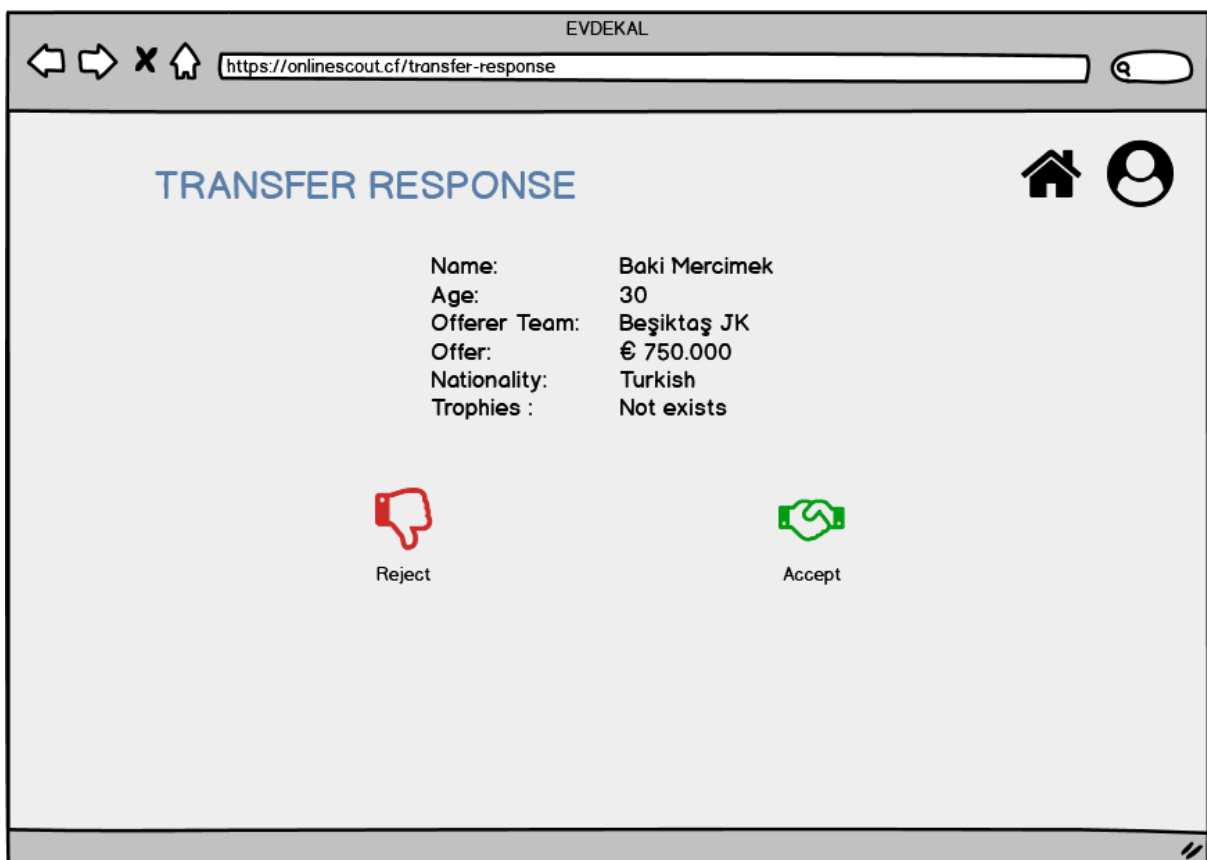 EVDEKAL
https://onlinescout.cf/transfer-response
TRANSFER RESPONSE
Name: Baki Mercimek
Age: 30
Offerer Team: Beşiktaş JK
Offer: € 750.000
Nationality: Turkish
Trophies : Not exists
Reject Accept